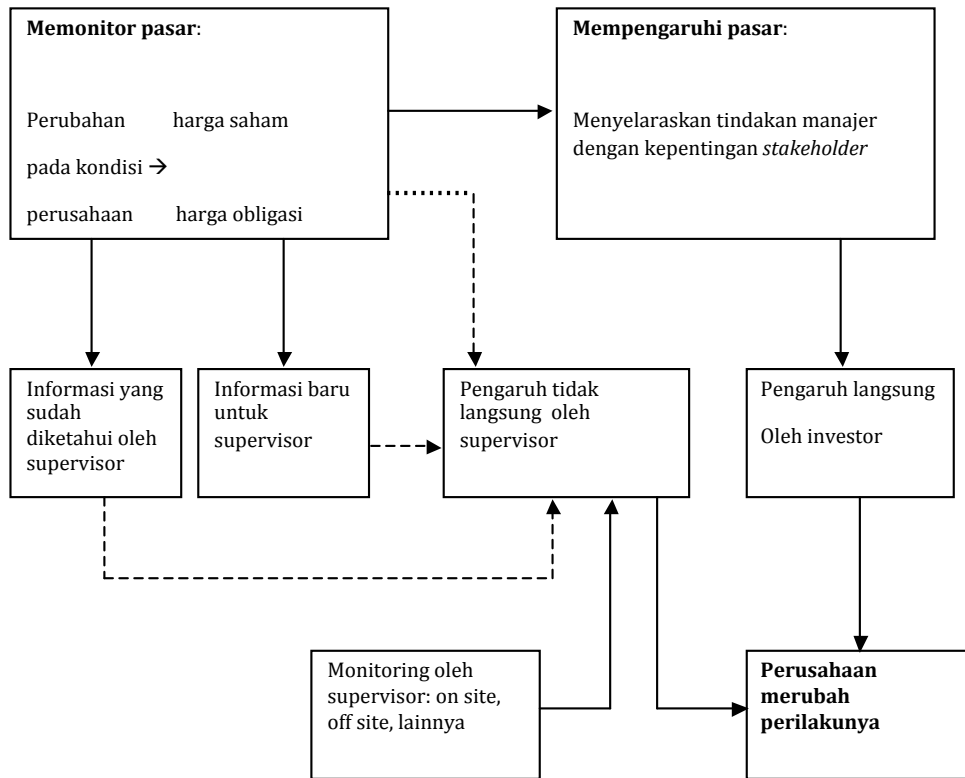 Memonitor pasar:
Perubahan harga saham
pada kondisi →
perusahaan harga obligasi
Mempengaruhi pasar:
Menyelaraskan tindakan manajer
dengan kepentingan stakeholder
Informasi yang
sudah
diketahui oleh
supervisor
Informasi baru
untuk
supervisor
Pengaruh tidak
langsung oleh
supervisor
Pengaruh langsung
Oleh investor
Monitoring oleh
supervisor: on site,
off site, lainnya
Perusahaan
merubah
perilakunya